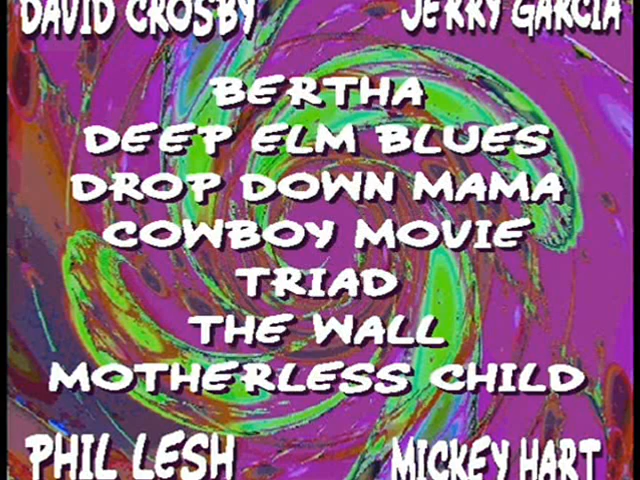 DAVID CROSBY JERRY GARCIA
BERTHA
DEEP ELM BLUES
DROP DOWN MAMA
COWBOY MOVIE
TRIAD
THE WALL
MOTHERLESS CHILD
PHIL LESH MICKEY HART